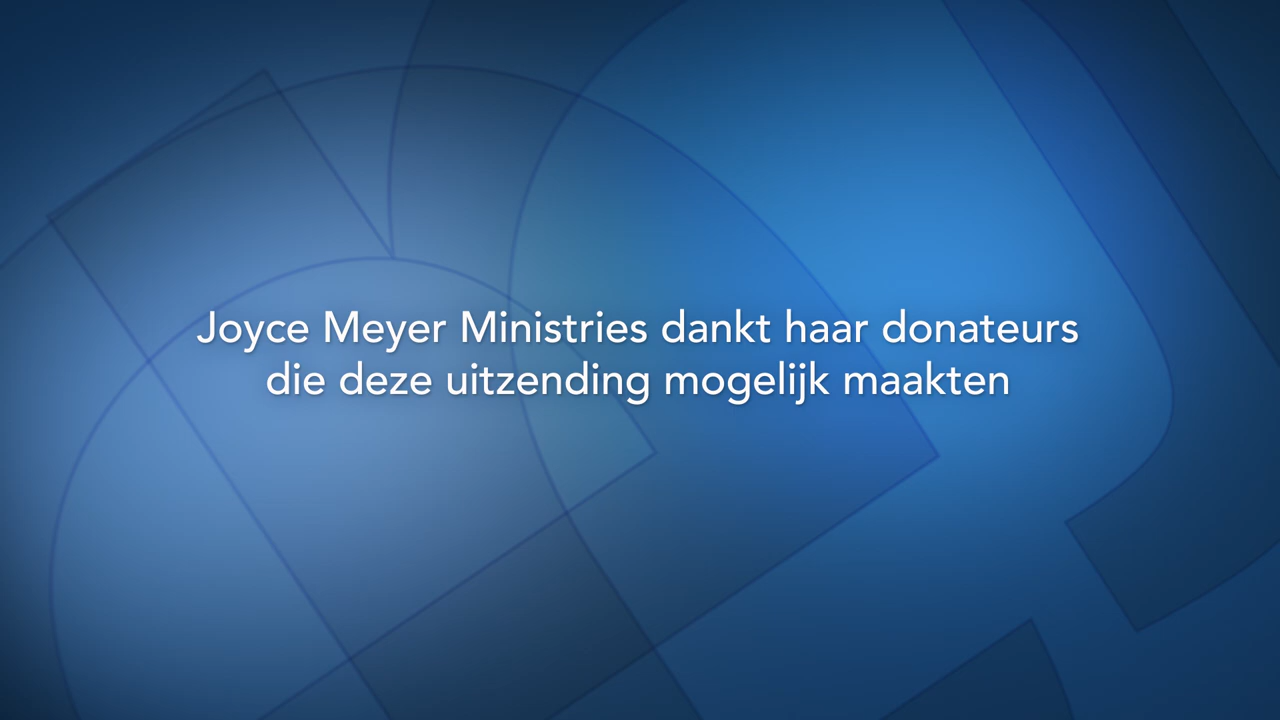 Joyce Meyer Ministries dankt haar donateurs
die deze uitzending mogelijk maakten